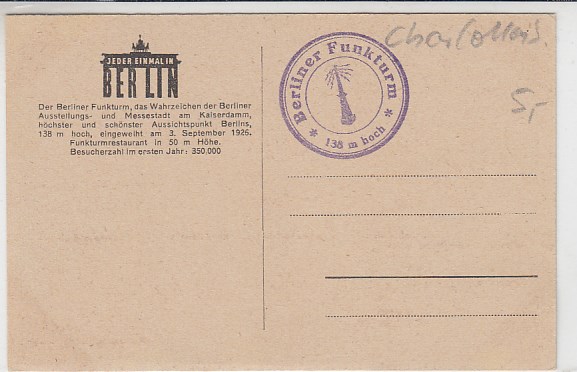 JEDER EINMAL IN
BERLIN
Der Berliner Funkturm, das Wahrzeichen der Berliner
Ausstellungs- und Messestadt am Kaiserdamm,
höchster und schönster Aussichtspunkt Berlins,
138 m hoch, eingeweiht am 3. September 1926.
Funkturmrestaurant in 50 m Höhe.
Besucherzahl im ersten Jahr: 350.000
Berliner Funkturm
* 138 m hoch *
5,-